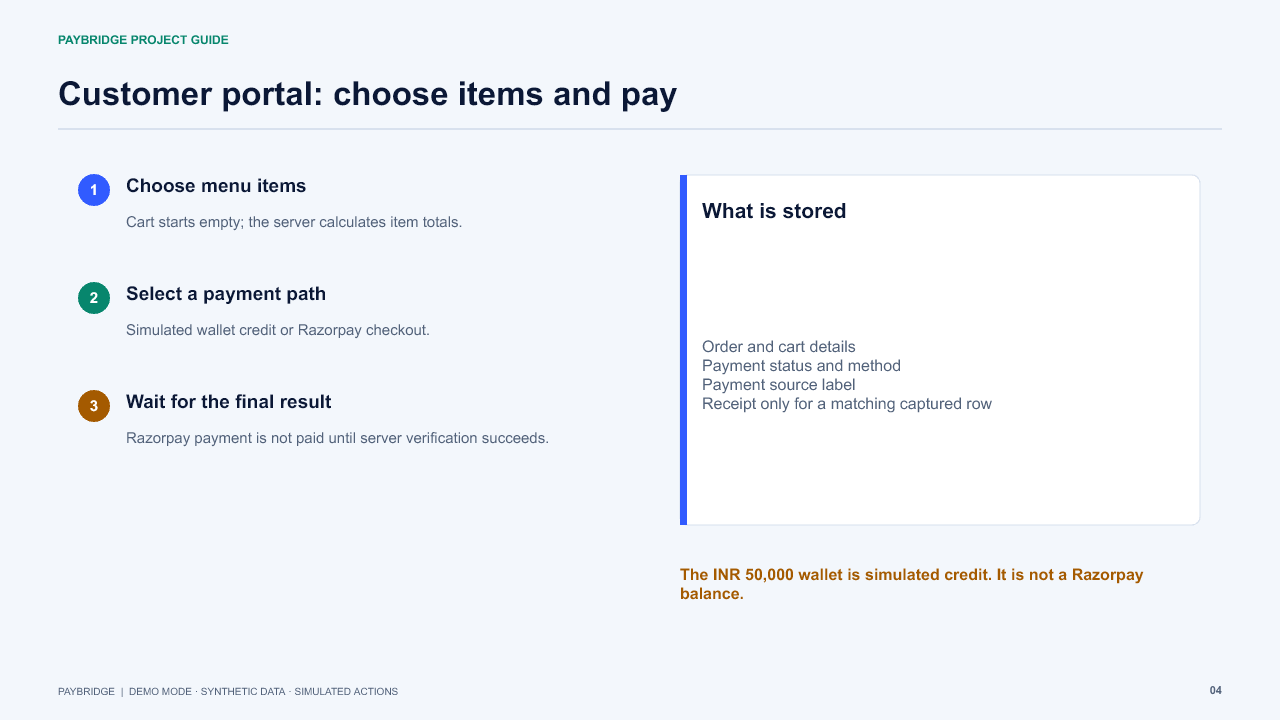 PAYBRIDGE PROJECT GUIDE
Customer portal: choose items and pay
1
Choose menu items
Cart starts empty; the server calculates item totals.
2
Select a payment path
Simulated wallet credit or Razorpay checkout.
3
Wait for the final result
Razorpay payment is not paid until server verification succeeds.
What is stored
Order and cart details
Payment status and method
Payment source label
Receipt only for a matching captured row
The INR 50,000 wallet is simulated credit. It is not a Razorpay
balance.
PAYBRIDGE | DEMO MODE · SYNTHETIC DATA · SIMULATED ACTIONS
04